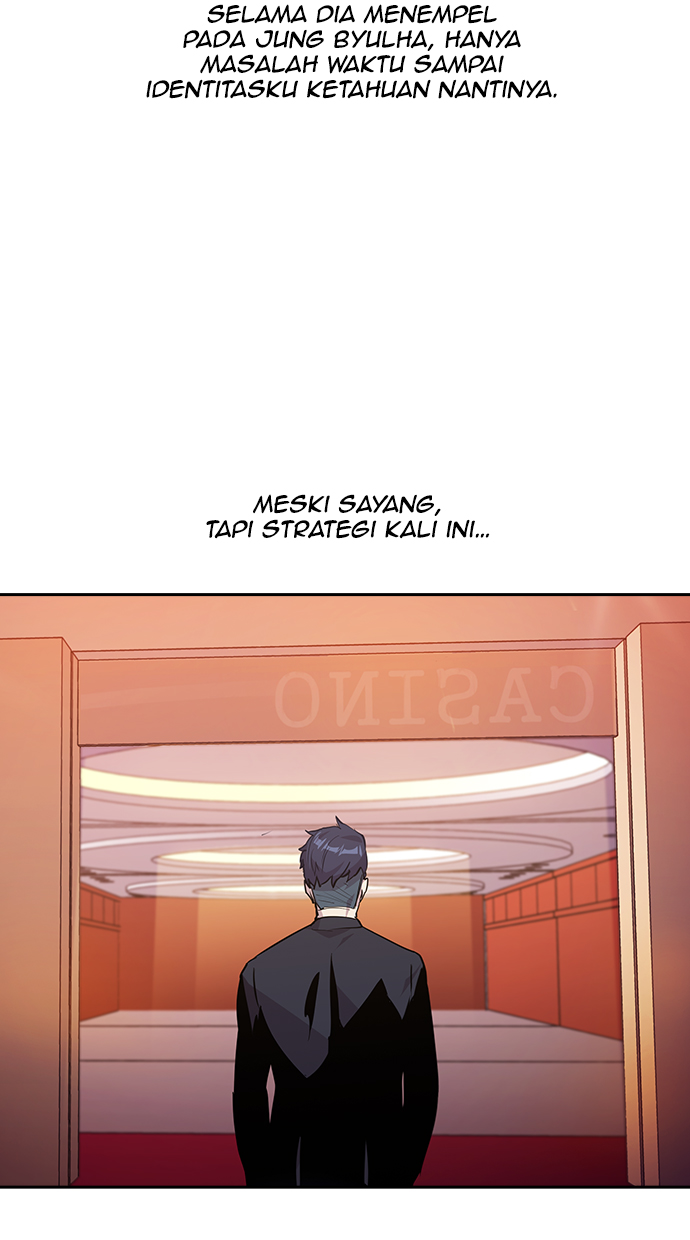 SELAMA DIA MENEMPEL
PADA JUNG BYULHA, HANYA
MASALAH WAKTU SAMPAI
IDENTITASKU KETAHUAN NANTINYA.
MESKI SAYANG,
TAPI STRATEGI KALI INI...
CASINO